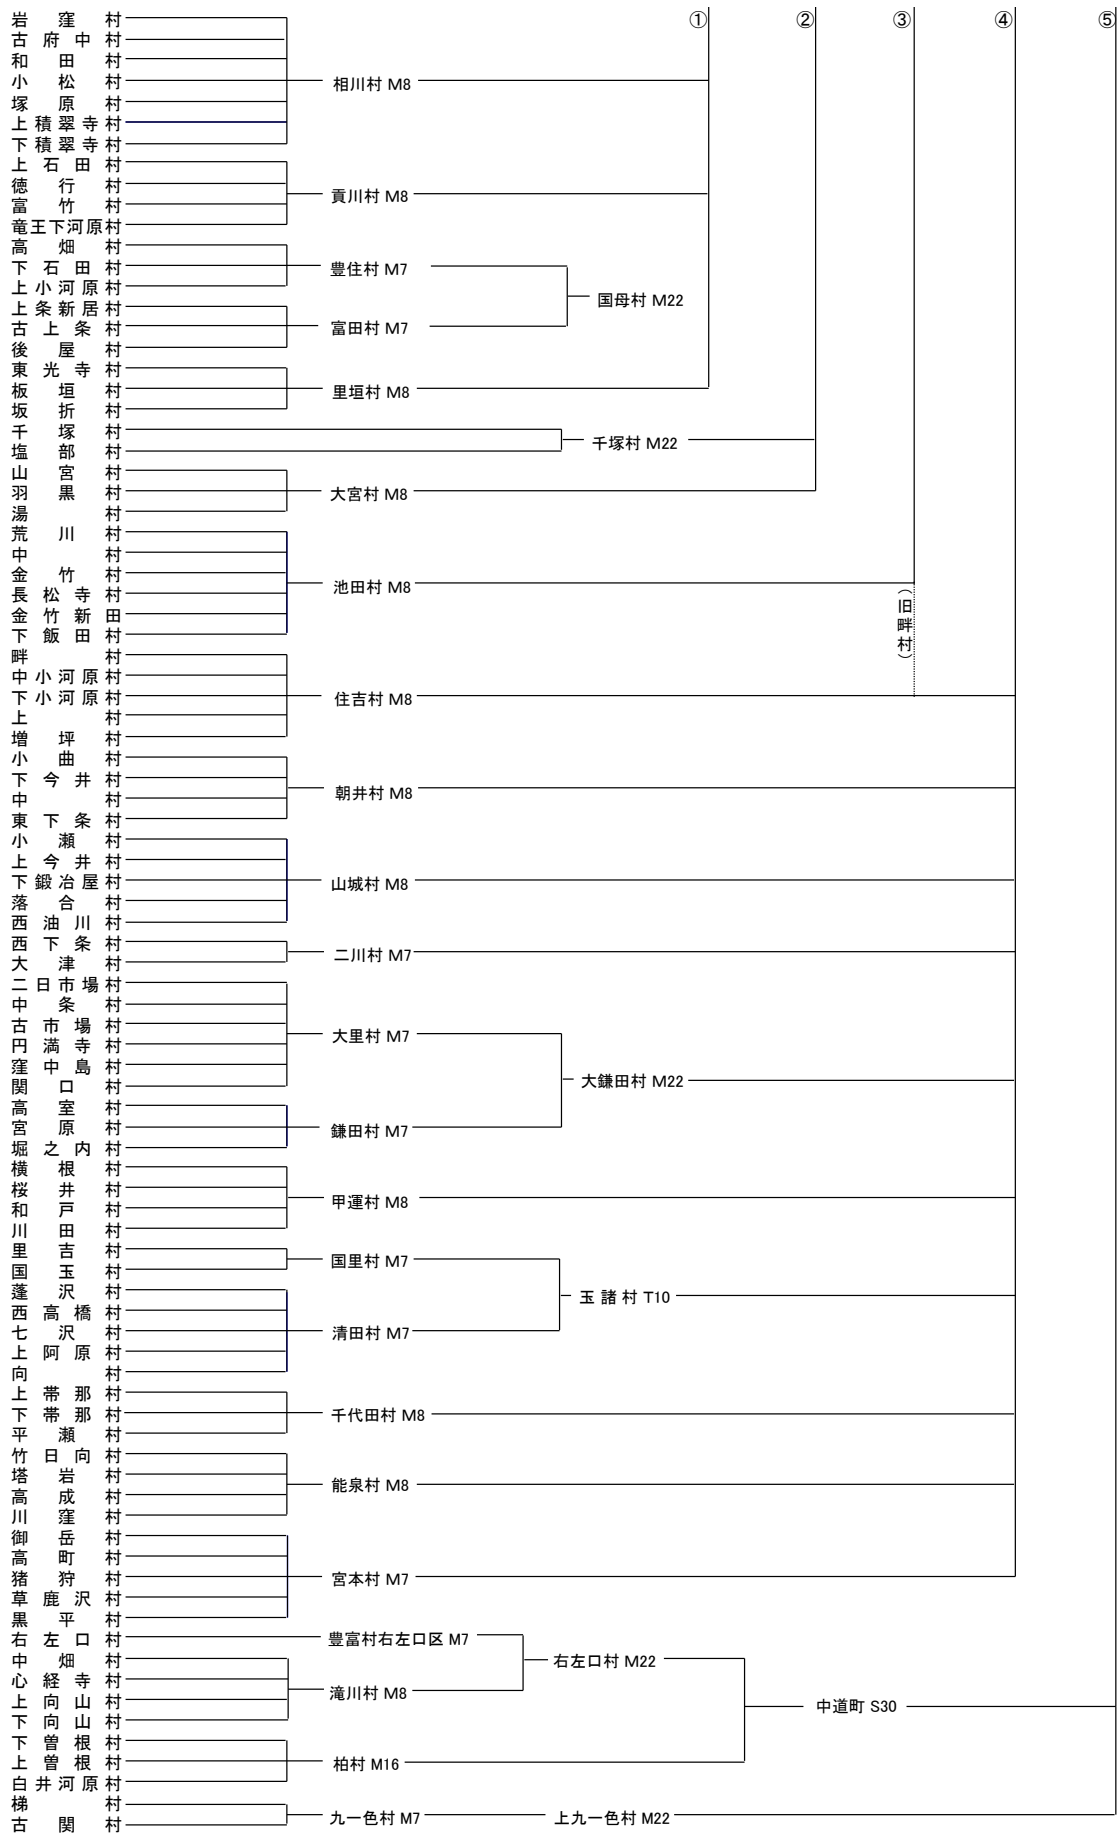 ① ② ③ ④ ⑤
岩窪村
古府中村
和田村
小松村
塚原村
上積翠寺村
下積翠寺村
相川村 M8
上石田村
徳行村
富竹村
竜王下河原村
貢川村 M8
高畑村
下石田村
上小河原村
豊住村 M7
上条新居村
古上条村
後屋村
富田村 M7
国母村 M22
東光寺村
板垣村
坂折村
里垣村 M8
千塚村
塩部村
千塚村 M22
山宮村
羽黒村
湯村
大宮村 M8
荒川村
中村
金竹村
長松寺村
金竹新田
下飯田村
池田村 M8
（旧畔村）
畔村
中小河原村
下小河原村
上村
増坪村
住吉村 M8
小曲村
下今井村
中村
東下条村
朝井村 M8
小瀬村
上今井村
下鍛冶屋村
落合村
西油川村
山城村 M8
西下条村
大津村
二川村 M7
二日市場村
中条村
古市場村
円満寺村
窪中島村
関口村
大里村 M7
高室村
宮原村
堀之内村
鎌田村 M7
大鎌田村 M22
横根村
桜井村
和戸村
川田村
甲運村 M8
里吉村
国玉村
国里村 M7
蓬沢村
西高橋村
七沢村
上阿原村
向村
清田村 M7
玉諸村 T10
上帯那村
下帯那村
平瀬村
千代田村 M8
竹日向村
塔岩村
高成村
川窪村
能泉村 M8
御岳村
高町村
猪狩村
草鹿沢村
黒平村
宮本村 M7
右左口村
豊富村右左口区 M7
中畑村
心経寺村
上向山村
下向山村
滝川村 M8
右左口村 M22
下曽根村
上曽根村
白井河原村
柏村 M16
中道町 S30
梯村
古関村
九一色村 M7
上九一色村 M22